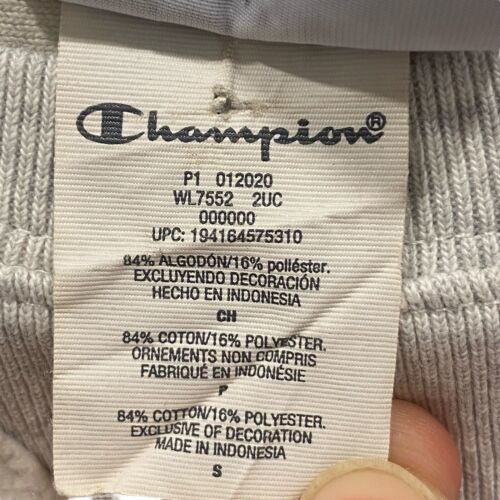 Champion®
P1 012020
WL7552 2UC
000000
UPC: 194164575310
84% ALGODÓN/16% poliéster.
EXCLUYENDO DECORACIÓN
HECHO EN INDONESIA
CH
84% COTON/16% POLYESTER.
ORNEMENTS NON COMPRIS
FABRIQUÉ EN INDONÉSIE
P
84% COTTON/16% POLYESTER.
EXCLUSIVE OF DECORATION
MADE IN INDONESIA
S